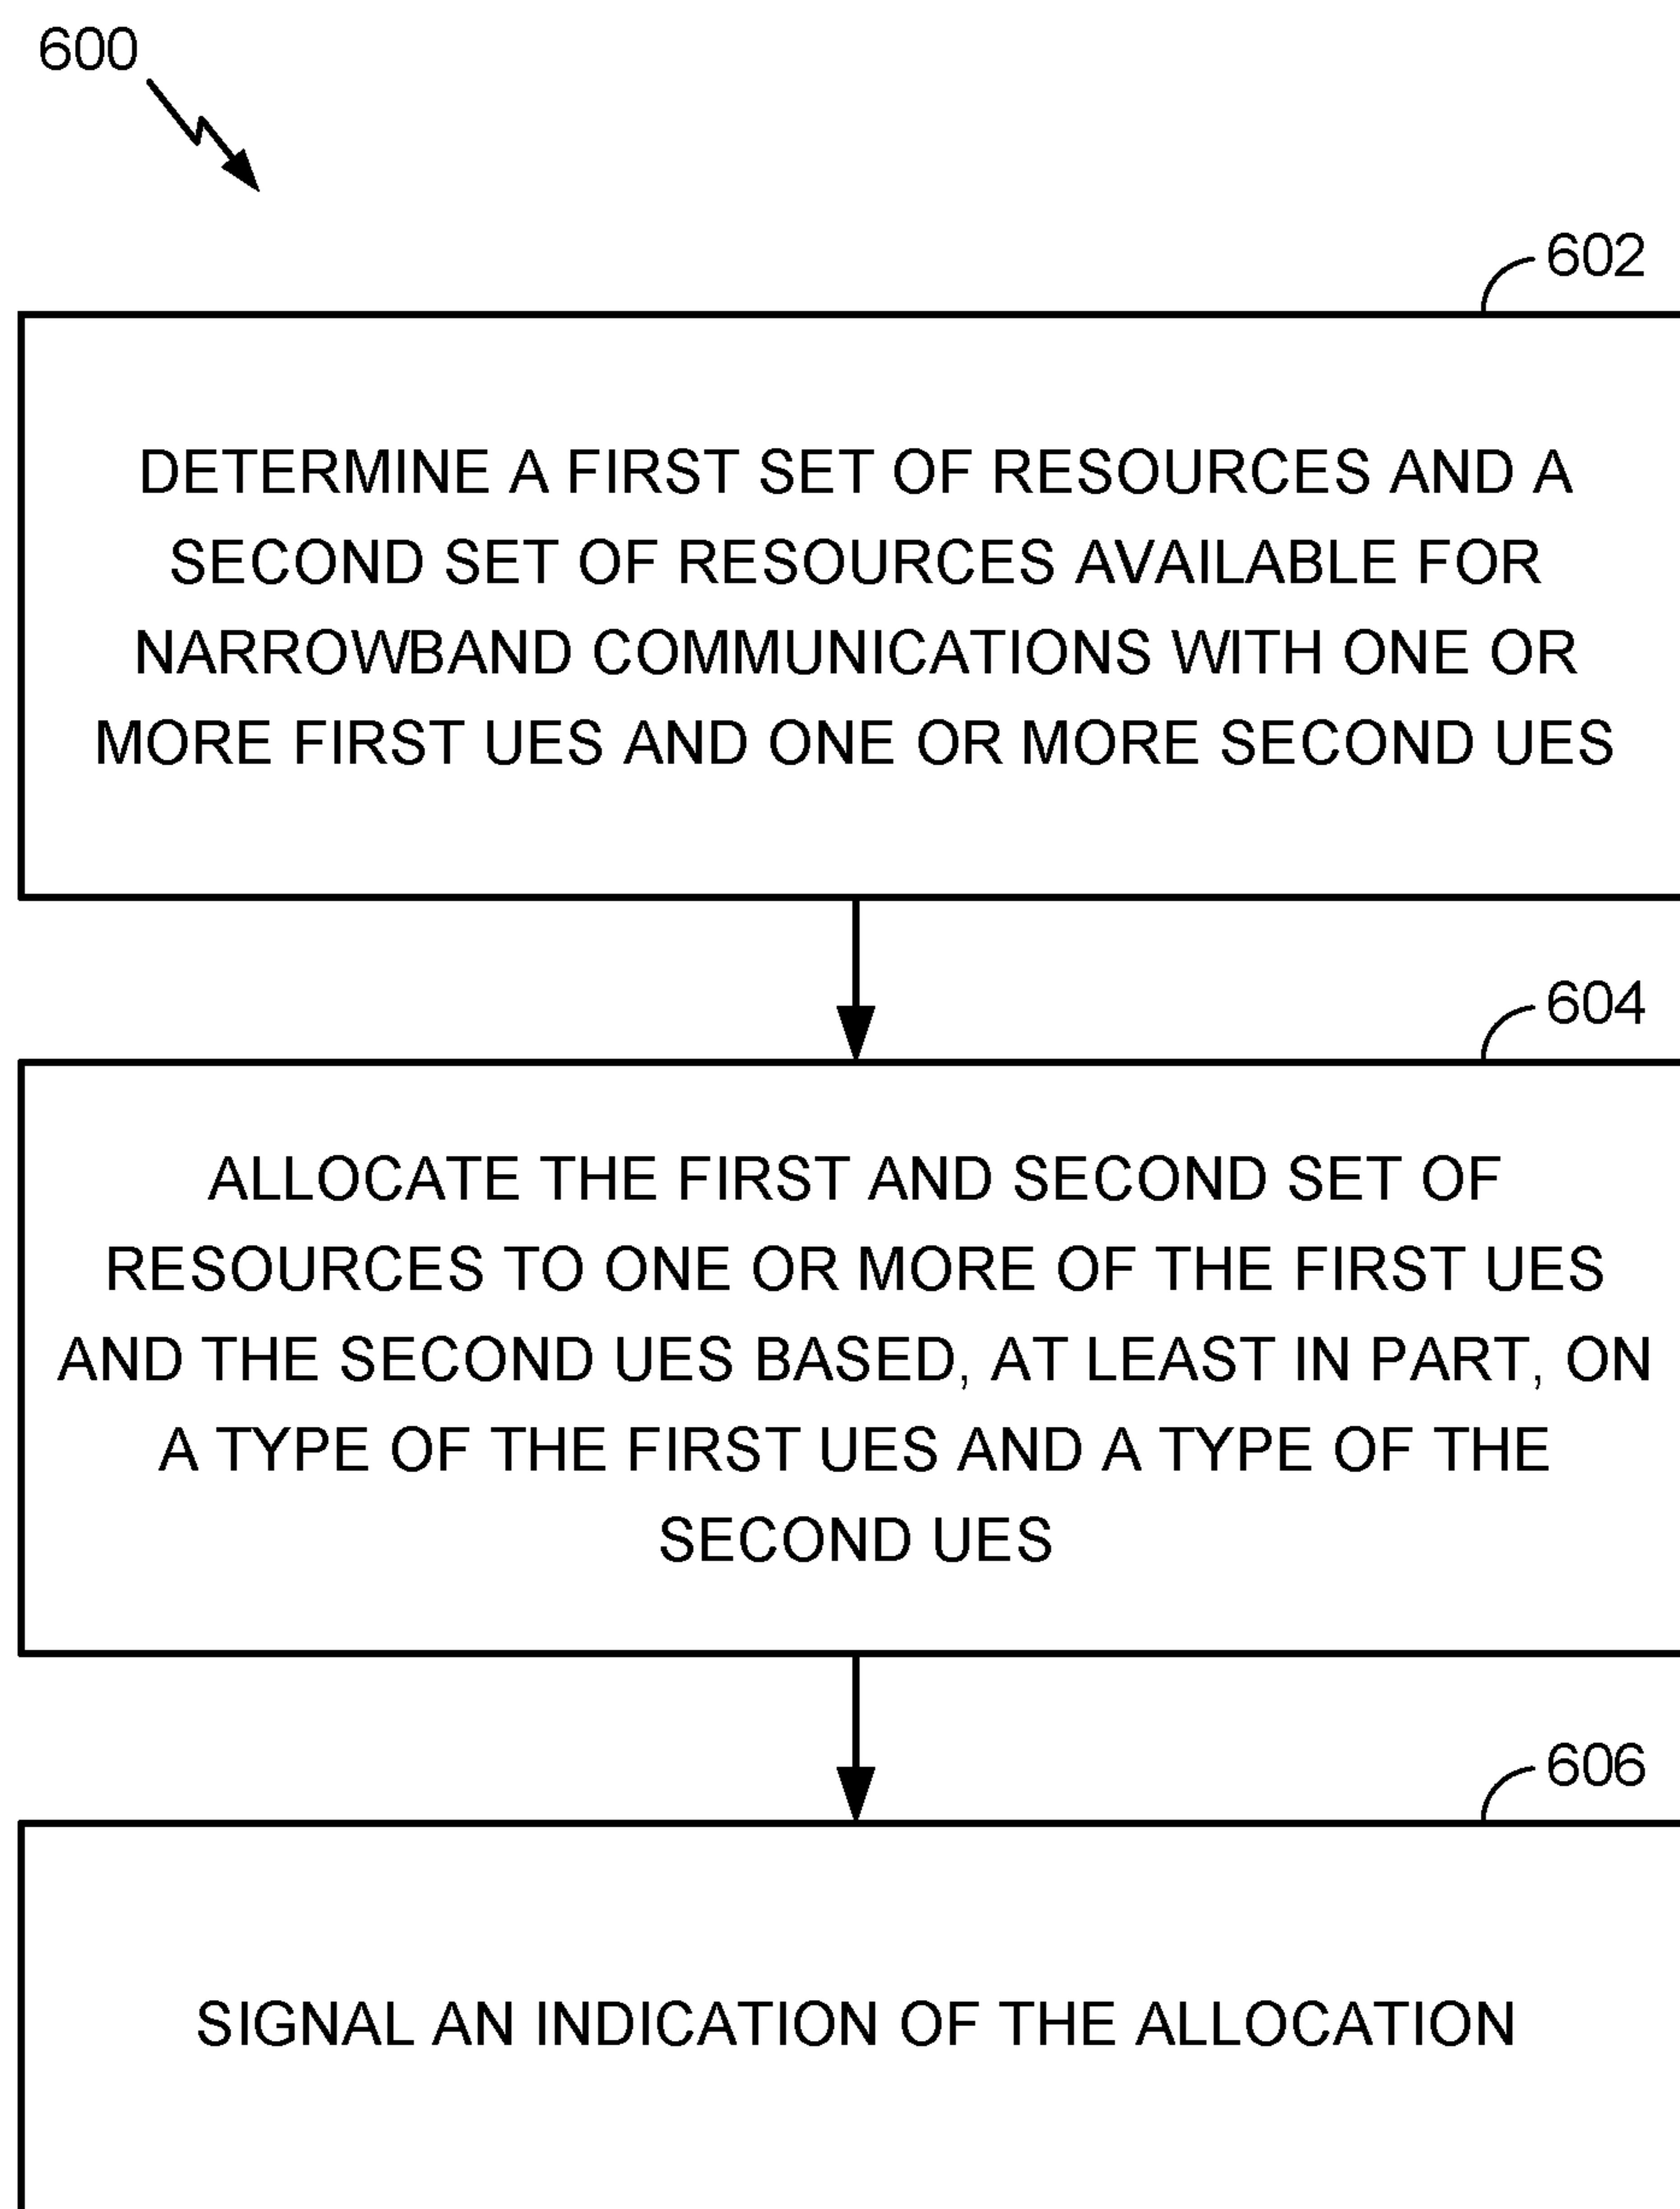 600
602
DETERMINE A FIRST SET OF RESOURCES AND A
SECOND SET OF RESOURCES AVAILABLE FOR
NARROWBAND COMMUNICATIONS WITH ONE OR
MORE FIRST UES AND ONE OR MORE SECOND UES
604
ALLOCATE THE FIRST AND SECOND SET OF
RESOURCES TO ONE OR MORE OF THE FIRST UES
AND THE SECOND UES BASED, AT LEAST IN PART, ON
A TYPE OF THE FIRST UES AND A TYPE OF THE
SECOND UES
606
SIGNAL AN INDICATION OF THE ALLOCATION